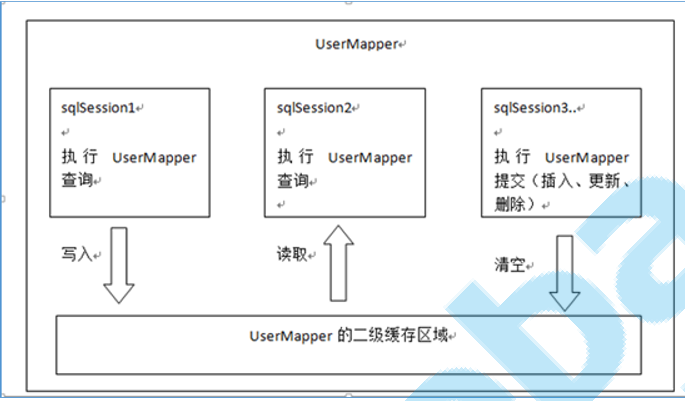 UserMapper
sqlSession1
执行 UserMapper
查询
sqlSession2
执行 UserMapper
查询
sqlSession3..
执行 UserMapper
提交（插入、更新、
删除）
写入
读取
清空
UserMapper 的二级缓存区域